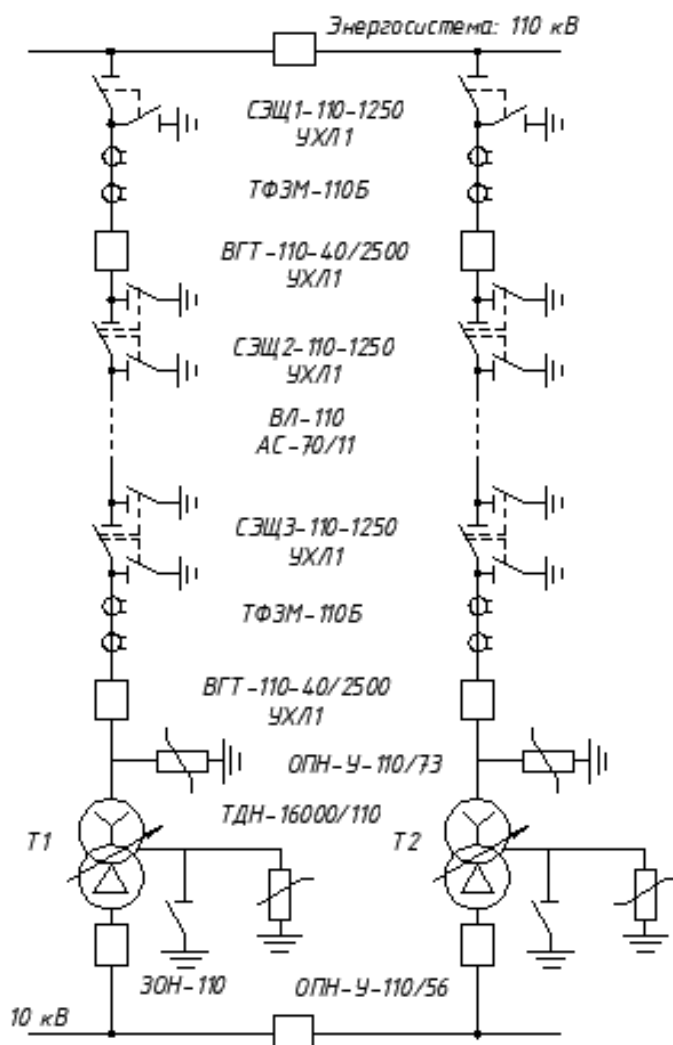 Энергосистема: 110 кВ
СЭЩ1-110-1250
УХЛ1
ТФЗМ-110Б
ВГТ-110-40/2500
УХЛ1
СЭЩ2-110-1250
УХЛ1
ВЛ-110
АС-70/11
СЭЩ3-110-1250
УХЛ1
ТФЗМ-110Б
ВГТ-110-40/2500
УХЛ1
ОПН-У-110/73
ТДН-16000/110
Т1
Т2
ЗОН-110
ОПН-У-110/56
10 кВ